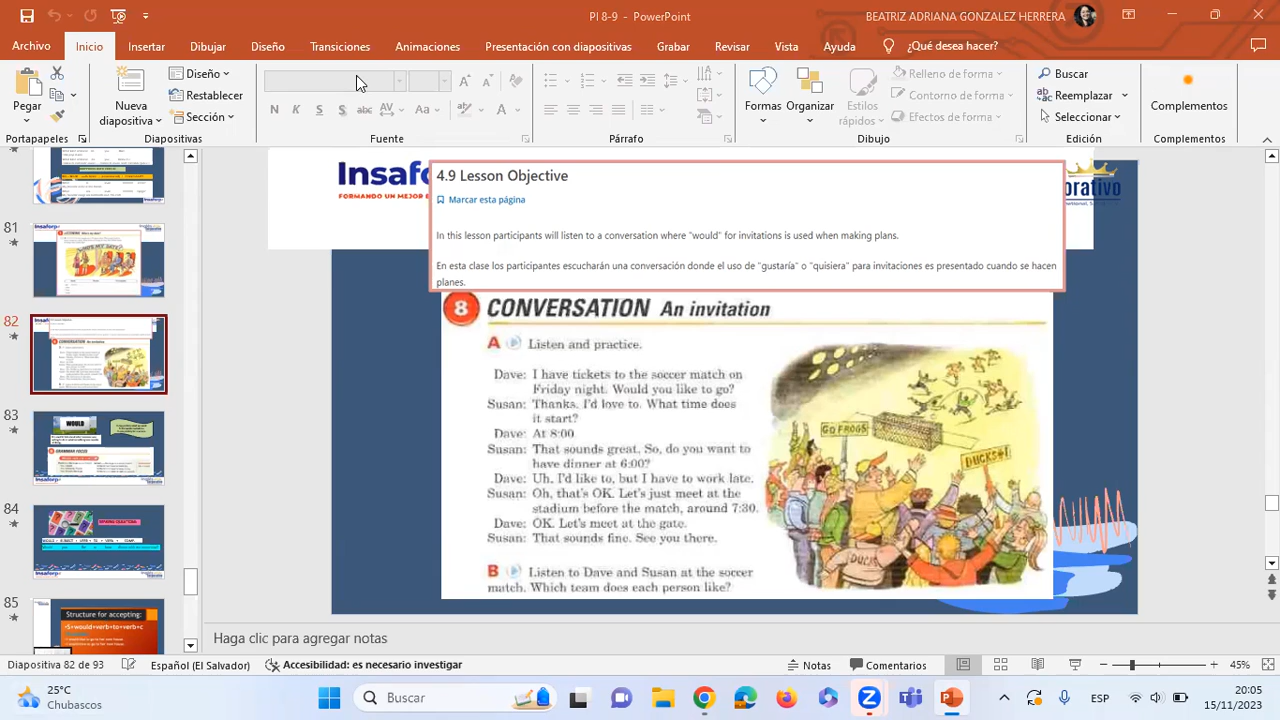 PI 8-9 - PowerPoint
BEATRIZ ADRIANA GONZALEZ HERRERA
Archivo Inicio Insertar Dibujar Diseño Transiciones Animaciones Presentación con diapositivas Grabar Revisar Vista Ayuda ¿Qué desea hacer?
Pegar
Nueva diapositiva
Diseño
Restablecer
Sección
Formas
Organizar
Estilos rápidos
Relleno de forma
Contorno de forma
Efectos de forma
Buscar
Reemplazar
Seleccionar
Complementos
Portapapeles Diapositivas Fuente Párrafo Dibujo Edición Complementos
81
82
83
WOULD
GRAMMAR FOCUS
84
85
Structure for accepting:
Insafo
FORMANDO UN MEJOR
orativo
4.9 Lesson Objective
Marcar esta página
In this lesson participants will listen to a conversation where "would" for invitations is used when making plans.
En esta clase los participantes escucharán una conversación donde el uso de "gustaría" o "quisiera" para invitaciones es presentado cuando se hacen
planes.
8 CONVERSATION An invitation
A Listen and practice.
Dave: I have tickets to the soccer match on
Friday night. Would you like to go?
Susan: Thanks. I'd love to. What time does
it start?
Dave: At 8:00
Susan: That sounds great. So, do you want to
have dinner at 6:00?
Dave: Uh, I'd like to, but I have to work late.
Susan: Oh, that's OK. Let's just meet at the
stadium before the match, around 7:30.
Dave: OK. Let's meet at the gate.
Susan: That sounds fine. See you there.
B Listen to Dave and Susan at the soccer
match. Which team does each person like?
GO FROGS
TIGERS #1
Haga clic para agregar notas
Diapositiva 82 de 93 Español (El Salvador) Accesibilidad: es necesario investigar Notas Comentarios 45%
25°C
Chubascos
Buscar
ESP
20:05
15/11/2023